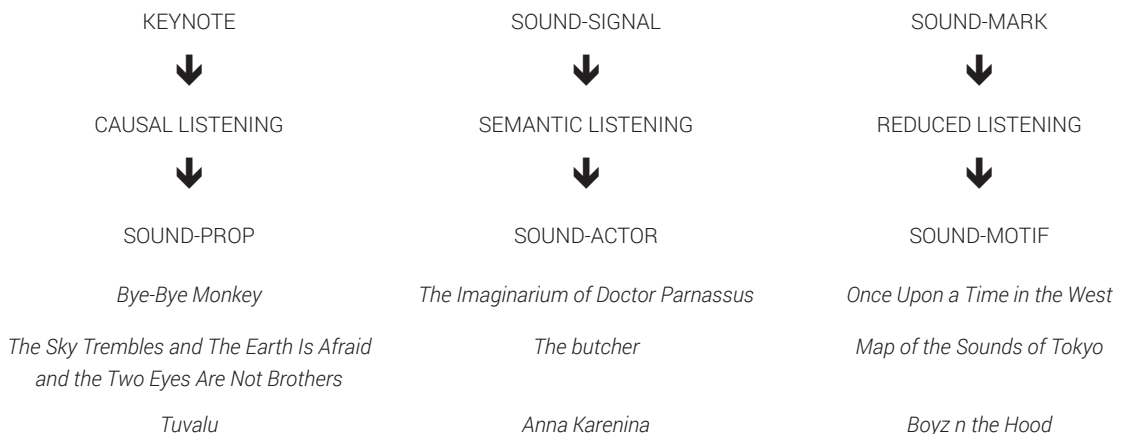 KEYNOTE
SOUND-SIGNAL
SOUND-MARK
CAUSAL LISTENING
SEMANTIC LISTENING
REDUCED LISTENING
SOUND-PROP
SOUND-ACTOR
SOUND-MOTIF
Bye-Bye Monkey
The Imaginarium of Doctor Parnassus
Once Upon a Time in the West
The Sky Trembles and The Earth Is Afraid
and the Two Eyes Are Not Brothers
The butcher
Map of the Sounds of Tokyo
Tuvalu
Anna Karenina
Boyz n the Hood